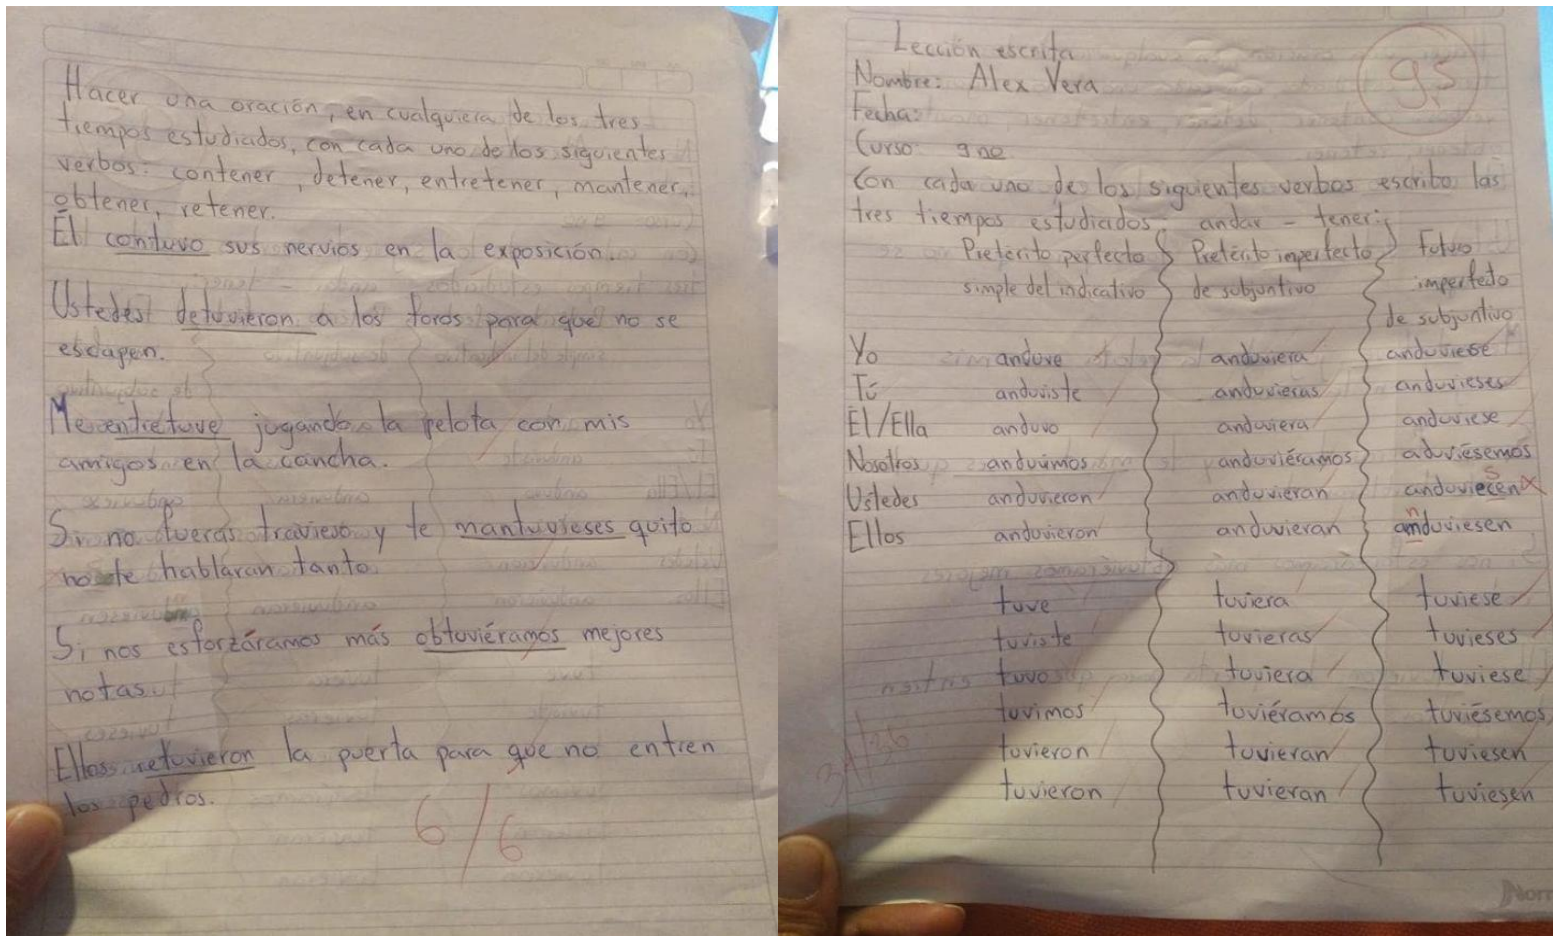 Hacer una oración, en cualquiera de los tres
tiempos estudiados, con cada uno de los siguientes
verbos: contener, detener, entretener, mantener,
obtener, retener.
Él contuvo sus nervios en la exposición.
Ustedes detuvieron a los toros para que no se
escapen.
Me entretuve jugando la pelota con mis
amigos en la cancha.
Si no fueras travieso y te mantuvieses quito
no te hablaran tanto.
Si nos esforzáramos más obtuviéramos mejores
notas.
Ellos retuvieron la puerta para que no entren
los pedros.
6/6
Lección escrita
9,5
Nombre: Alex Vera
Fecha:
Curso: 9no
Con cada uno de los siguientes verbos escriba las
tres tiempos estudiados andar - tener:
Pretérito perfecto Pretérito imperfecto Futuro
simple del indicativo de subjuntivo imperfecto
de subjuntivo
Yo anduve anduviera anduviese
Tú anduviste anduvieras anduvieses
Él/Ella anduvo anduviera anduviese
Nosotros anduvimos anduviéramos aduviésemos
s
Ustedes anduvieron anduvieran anduviecen x
n
Ellos anduvieron anduvieran amduviesen
tuve tuviera tuviese
tuviste tuvieras tuvieses
tuvo tuviera tuviese
tuvimos tuviéramos tuviésemos
tuvieron tuvieran tuviesen
tuvieron tuvieran tuviesen
Norm